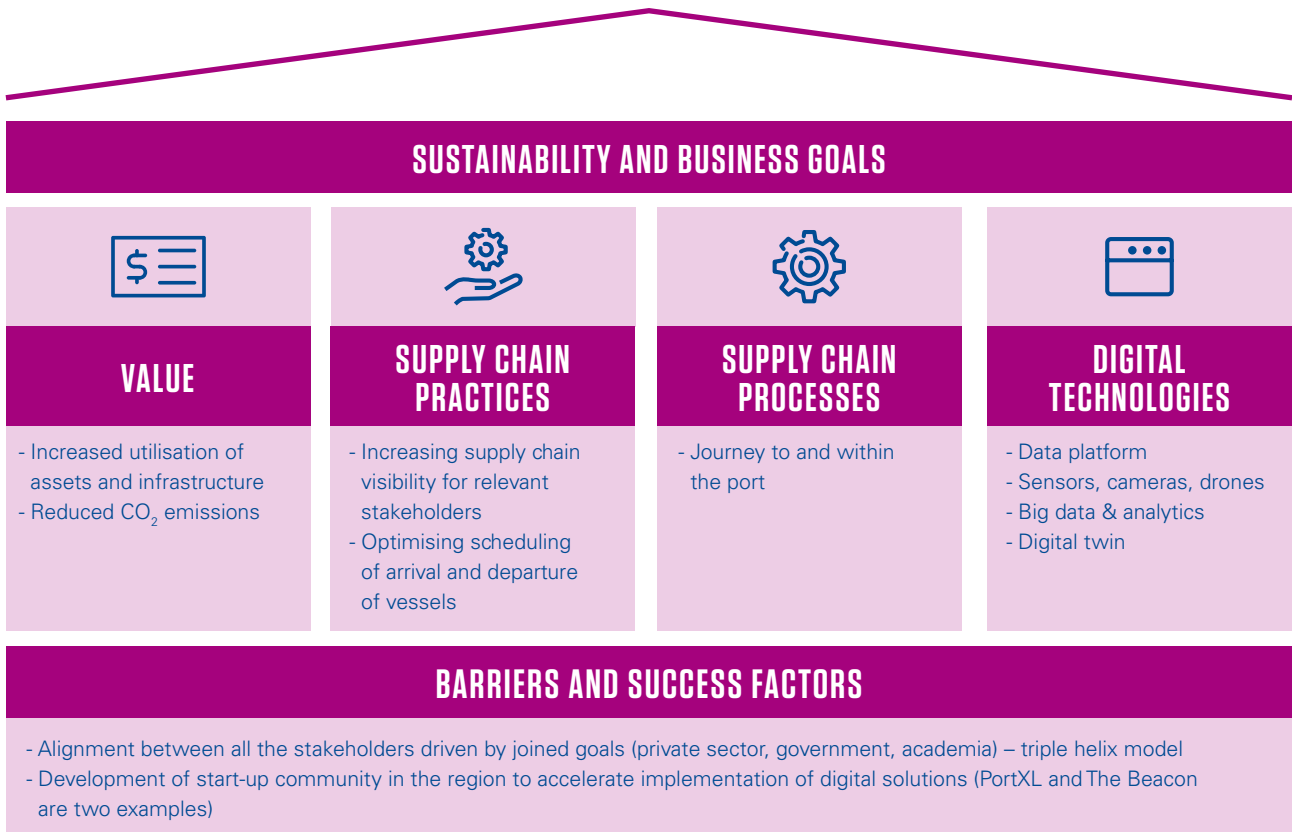 SUSTAINABILITY AND BUSINESS GOALS
$
VALUE
- Increased utilisation of
assets and infrastructure
- Reduced CO₂ emissions
SUPPLY CHAIN
PRACTICES
- Increasing supply chain
visibility for relevant
stakeholders
- Optimising scheduling
of arrival and departure
of vessels
SUPPLY CHAIN
PROCESSES
- Journey to and within
the port
DIGITAL
TECHNOLOGIES
- Data platform
- Sensors, cameras, drones
- Big data & analytics
- Digital twin
BARRIERS AND SUCCESS FACTORS
- Alignment between all the stakeholders driven by joined goals (private sector, government, academia) – triple helix model
- Development of start-up community in the region to accelerate implementation of digital solutions (PortXL and The Beacon
are two examples)